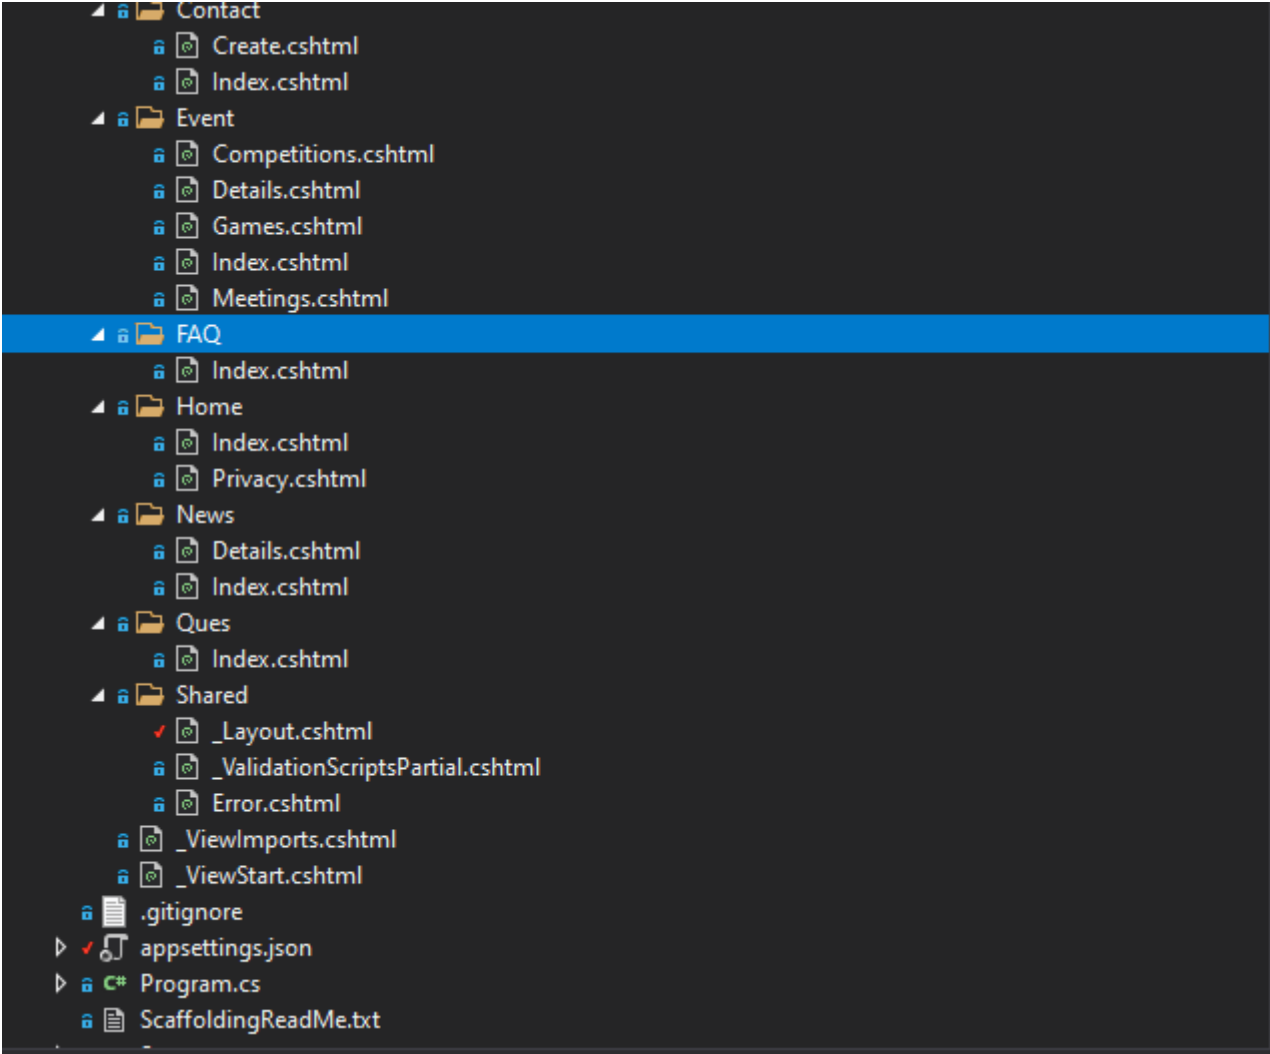 Contact
Create.cshtml
Index.cshtml
Event
Competitions.cshtml
Details.cshtml
Games.cshtml
Index.cshtml
Meetings.cshtml
FAQ
Index.cshtml
Home
Index.cshtml
Privacy.cshtml
News
Details.cshtml
Index.cshtml
Ques
Index.cshtml
Shared
_Layout.cshtml
_ValidationScriptsPartial.cshtml
Error.cshtml
_ViewImports.cshtml
_ViewStart.cshtml
.gitignore
appsettings.json
C# Program.cs
ScaffoldingReadMe.txt